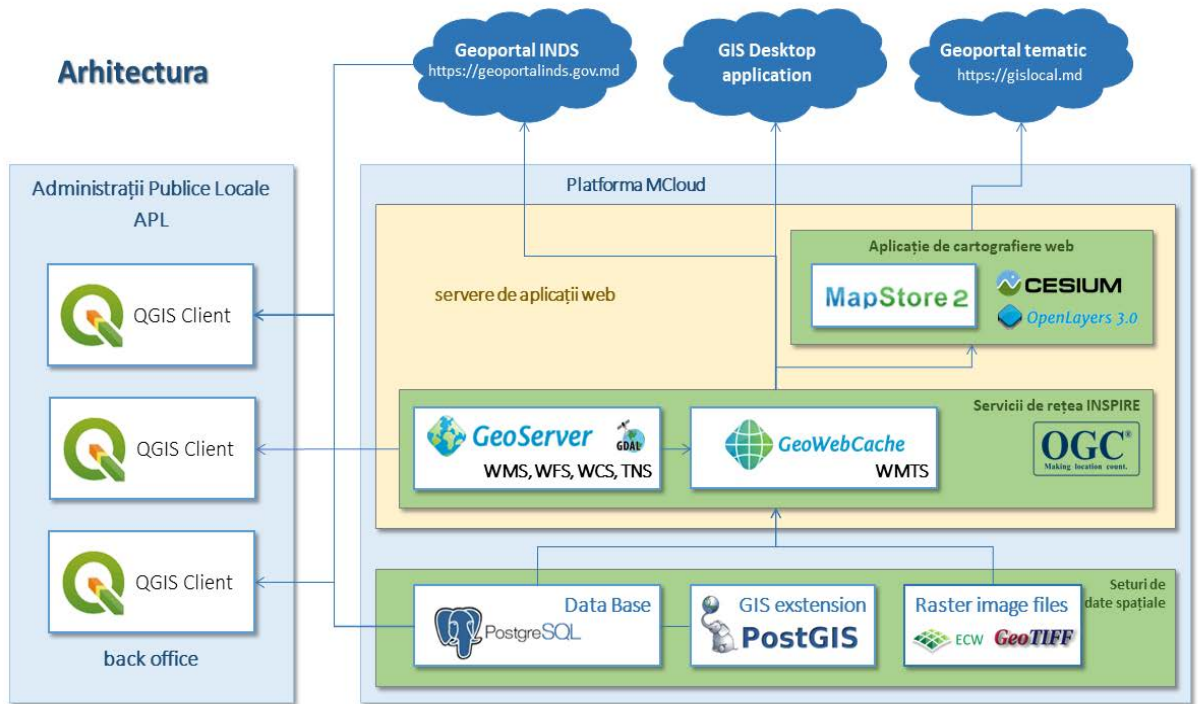 Arhitectura
Geoportal INDS
https://geoportalinds.gov.md
GIS Desktop
application
Geoportal tematic
https://gislocal.md
Administrații Publice Locale
APL
QGIS Client
QGIS Client
QGIS Client
back office
Platforma MCloud
servere de aplicații web
Aplicație de cartografiere web
MapStore 2
CESIUM
OpenLayers 3.0
Servicii de rețea INSPIRE
GeoServer
GDAL
WMS, WFS, WCS, TNS
GeoWebCache
WMTS
OGC®
Making location count.
Seturi de
date spațiale
Data Base
PostgreSQL
GIS exstension
PostGIS
Raster image files
ECW
GeoTIFF